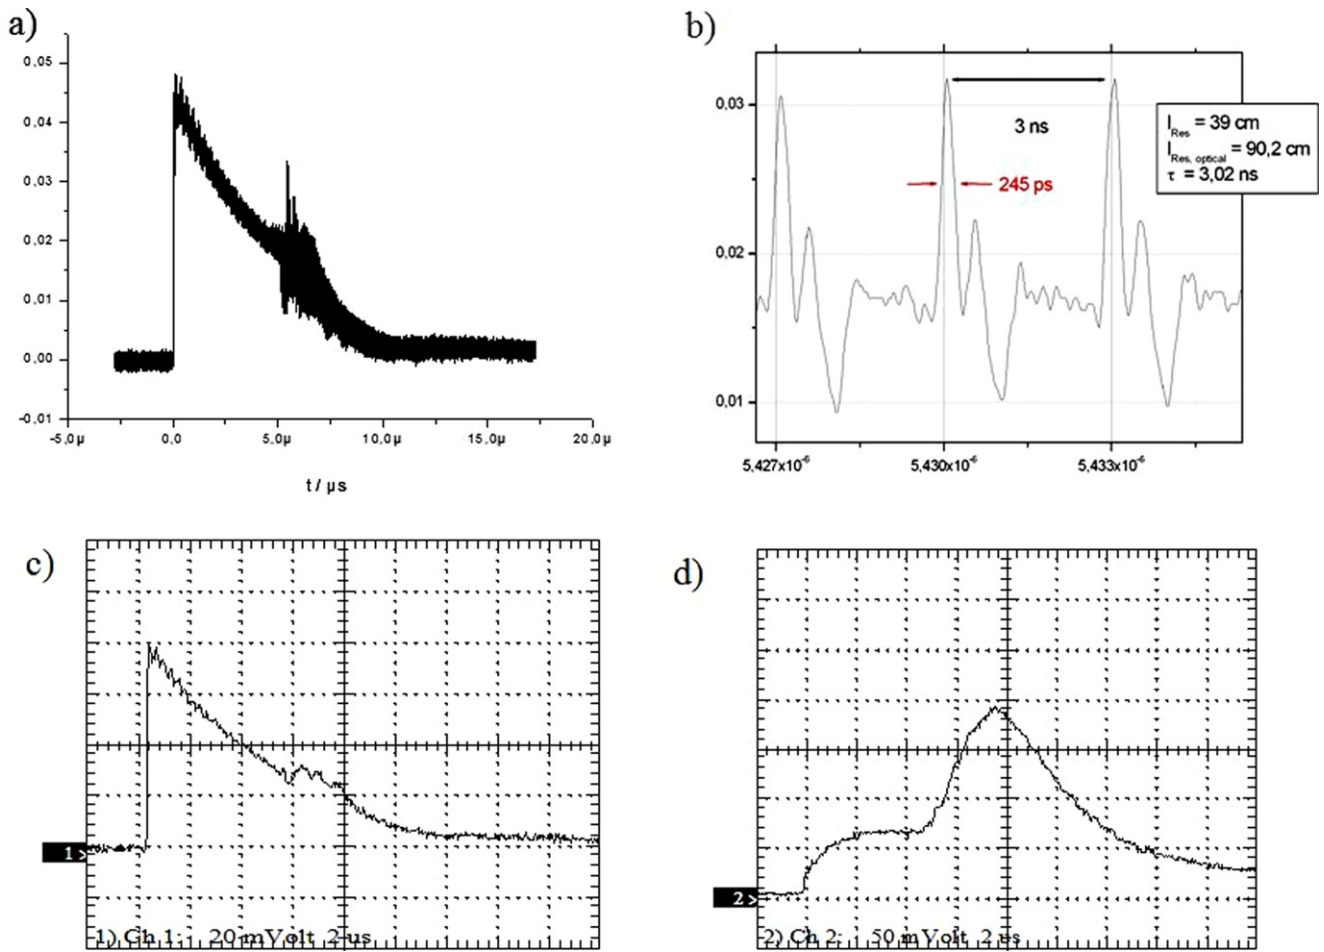 a)
0,05
0,04
0,03
0,02
0,01
0,00
-0,01
-5,0µ 0,0 5,0µ 10,0µ 15,0µ 20,0µ
t / µs
b)
0,03
0,02
0,01
3 ns
245 ps
l Res = 39 cm
l Res, optical = 90,2 cm
τ = 3,02 ns
5,427x10-6 5,430x10-6 5,433x10-6
c)
1 >
1) Ch 1: 20 mVolt 2 us
d)
2 >
2) Ch 2: 50 mVolt 2 us